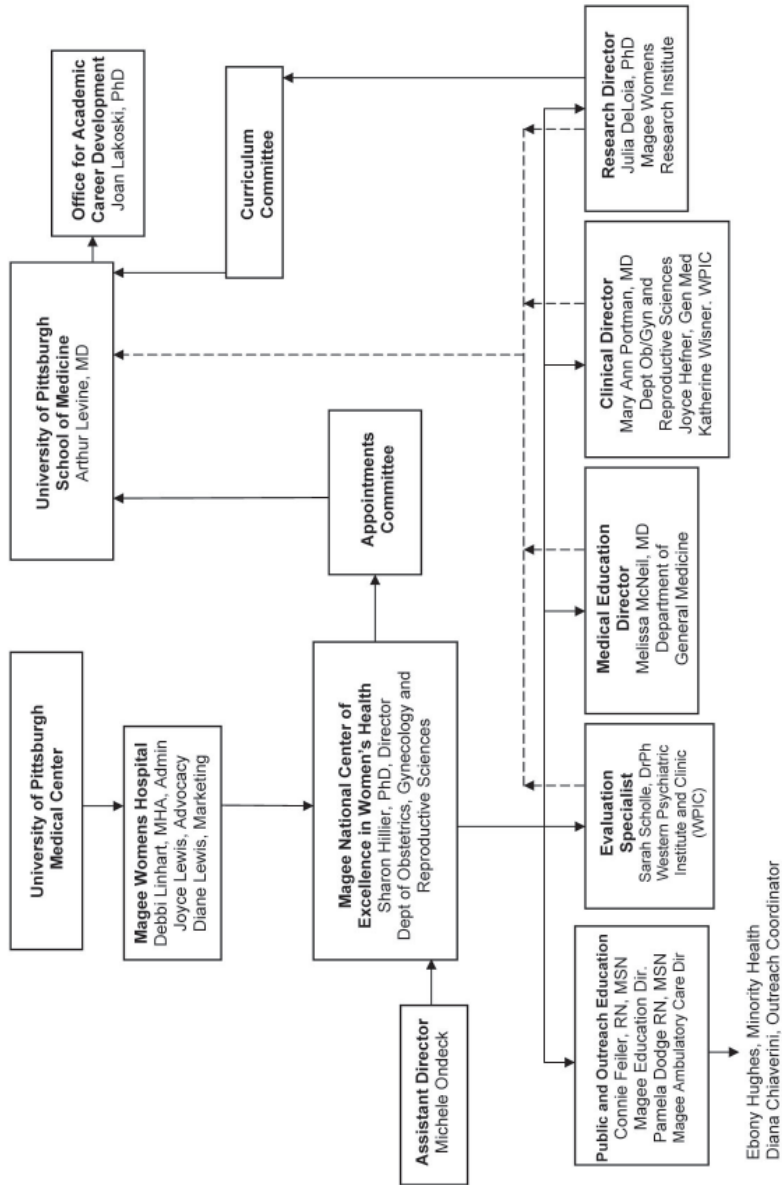 University of Pittsburgh
Medical Center
University of Pittsburgh
School of Medicine
Arthur Levine, MD
Office for Academic
Career Development
Joan Lakoski, PhD
Magee Womens Hospital
Debbi Linhart, MHA, Admin
Joyce Lewis, Advocacy
Diane Lewis, Marketing
Curriculum
Committee
Assistant Director
Michele Ondeck
Magee National Center of
Excellence in Women's Health
Sharon Hillier, PhD, Director
Dept of Obstetrics, Gynecology and
Reproductive Sciences
Appointments
Committee
Public and Outreach Education
Connie Feiler, RN, MSN
Magee Education Dir.
Pamela Dodge RN, MSN
Magee Ambulatory Care Dir
Evaluation
Specialist
Sarah Scholle, DrPh
Western Psychiatric
Institute and Clinic
(WPIC)
Medical Education
Director
Melissa McNeil, MD
Department of
General Medicine
Clinical Director
Mary Ann Portman, MD
Dept Ob/Gyn and
Reproductive Sciences
Joyce Hefner, Gen Med
Katherine Wisner. WPIC
Research Director
Julia DeLoia, PhD
Magee Womens
Research Institute
Ebony Hughes, Minority Health
Diana Chiaverini, Outreach Coordinator